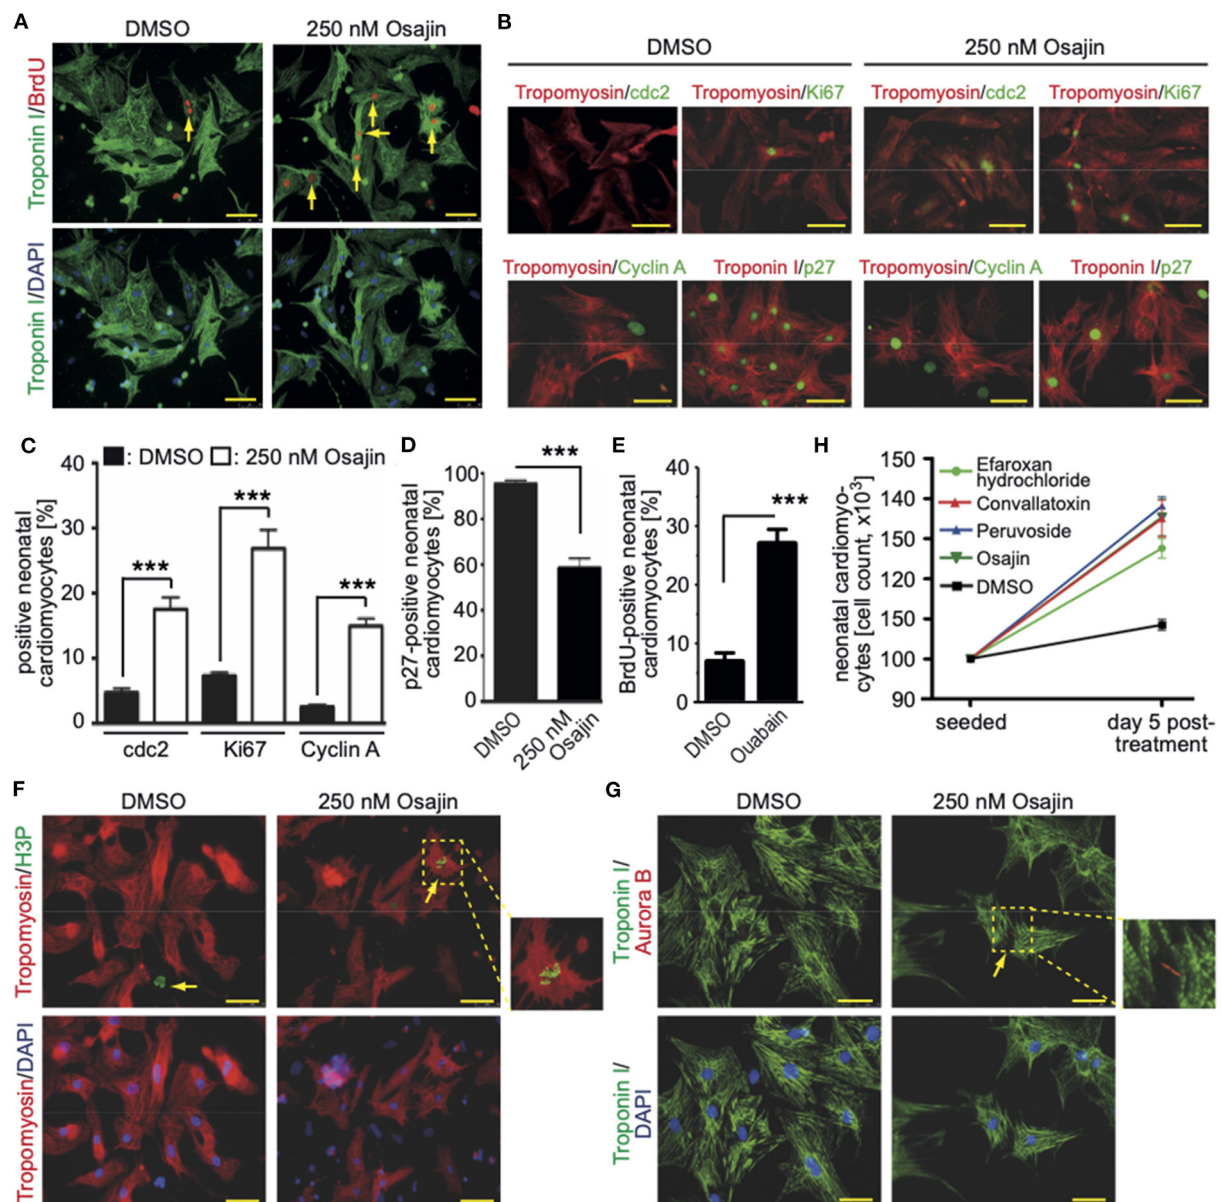 A
DMSO
250 nM Osajin
Troponin I/BrdU
Troponin I/DAPI
B
DMSO
250 nM Osajin
Tropomyosin/cdc2
Tropomyosin/Ki67
Tropomyosin/cdc2
Tropomyosin/Ki67
Tropomyosin/Cyclin A
Troponin I/p27
Tropomyosin/Cyclin A
Troponin I/p27
C
: DMSO
: 250 nM Osajin
positive neonatal
cardiomyocytes [%]
40
30
20
10
0
***
***
***
cdc2
Ki67
Cyclin A
D
p27-positive neonatal
cardiomyocytes [%]
100
80
60
40
20
0
***
DMSO
250 nM
Osajin
E
BrdU-positive neonatal
cardiomyocytes [%]
40
30
20
10
0
***
DMSO
Ouabain
H
neonatal cardiomyo-
cytes [cell count, x10³]
150
140
150
120
150
100
90
Efaroxan
hydrochloride
Convallatoxin
Peruvoside
Osajin
DMSO
seeded
day 5 post-
treatment
F
DMSO
250 nM Osajin
Tropomyosin/H3P
Tropomyosin/DAPI
G
DMSO
250 nM Osajin
Troponin I/
Aurora B
Troponin I/
DAPI